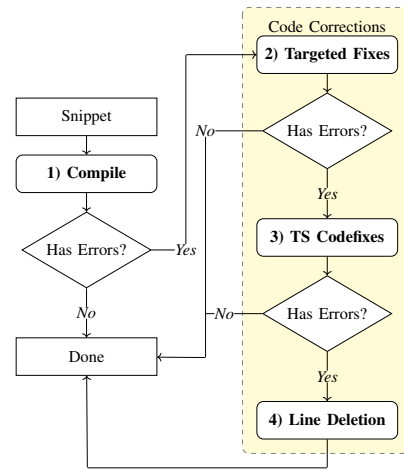 Code Corrections
2) Targeted Fixes
Snippet
No
Has Errors?
1) Compile
Yes
Has Errors?
Yes
3) TS Codefixes
No
No
Has Errors?
Done
Yes
4) Line Deletion